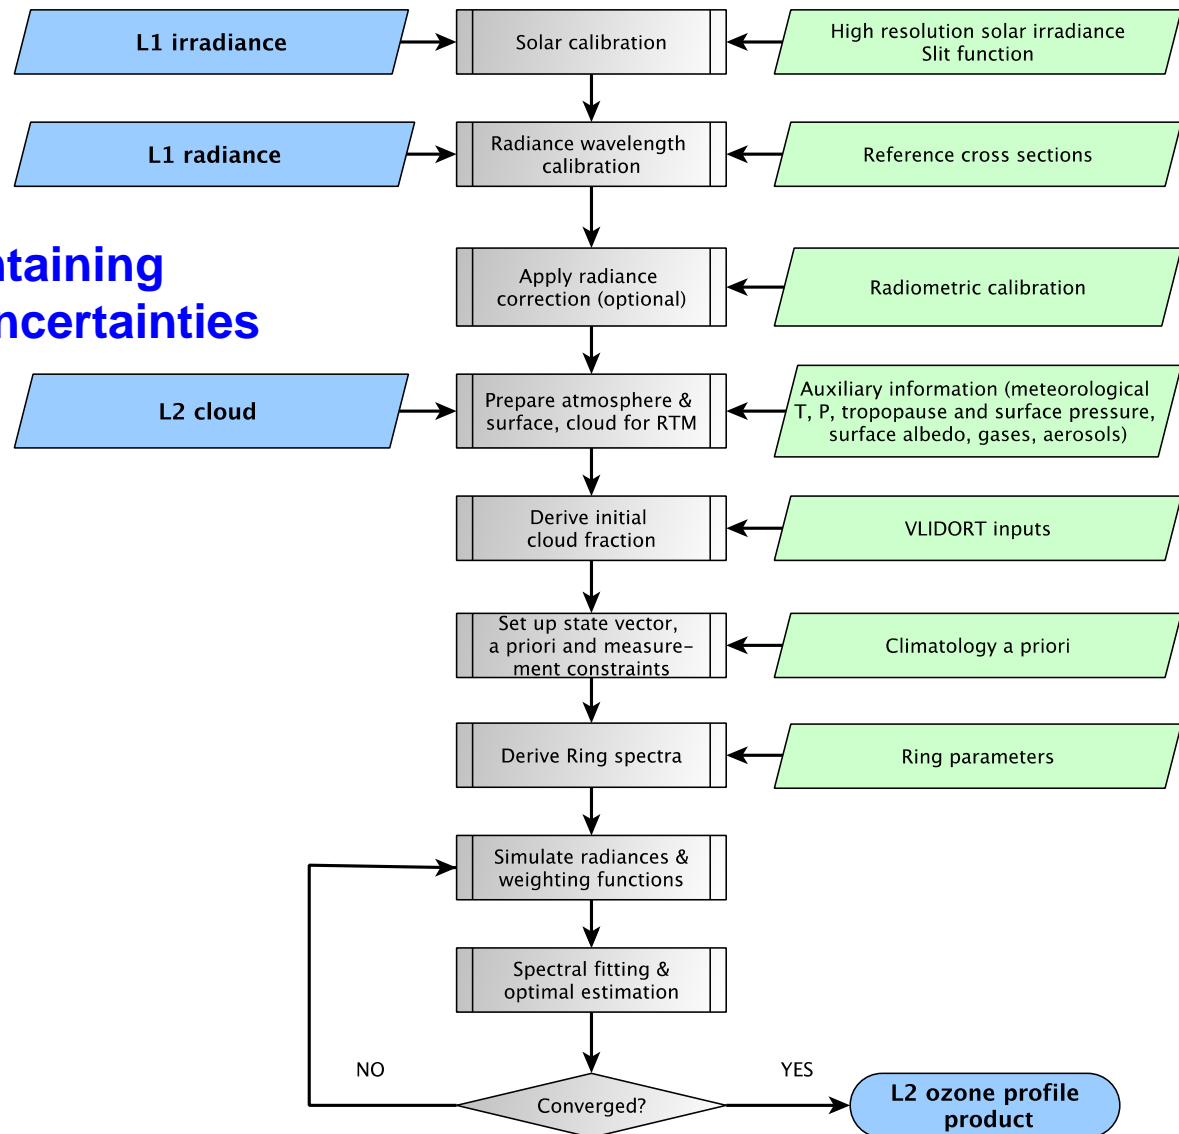 L1 irradiance
Solar calibration
High resolution solar irradiance
Slit function
L1 radiance
Radiance wavelength
calibration
Reference cross sections
ntaining
ncertainties
Apply radiance
correction (optional)
Radiometric calibration
L2 cloud
Prepare atmosphere &
surface, cloud for RTM
Auxiliary information (meteorological
T, P, tropopause and surface pressure,
surface albedo, gases, aerosols)
Derive initial
cloud fraction
VLIDORT inputs
Set up state vector,
a priori and measure-
ment constraints
Climatology a priori
Derive Ring spectra
Ring parameters
Simulate radiances &
weighting functions
Spectral fitting &
optimal estimation
NO
YES
Converged?
L2 ozone profile
product